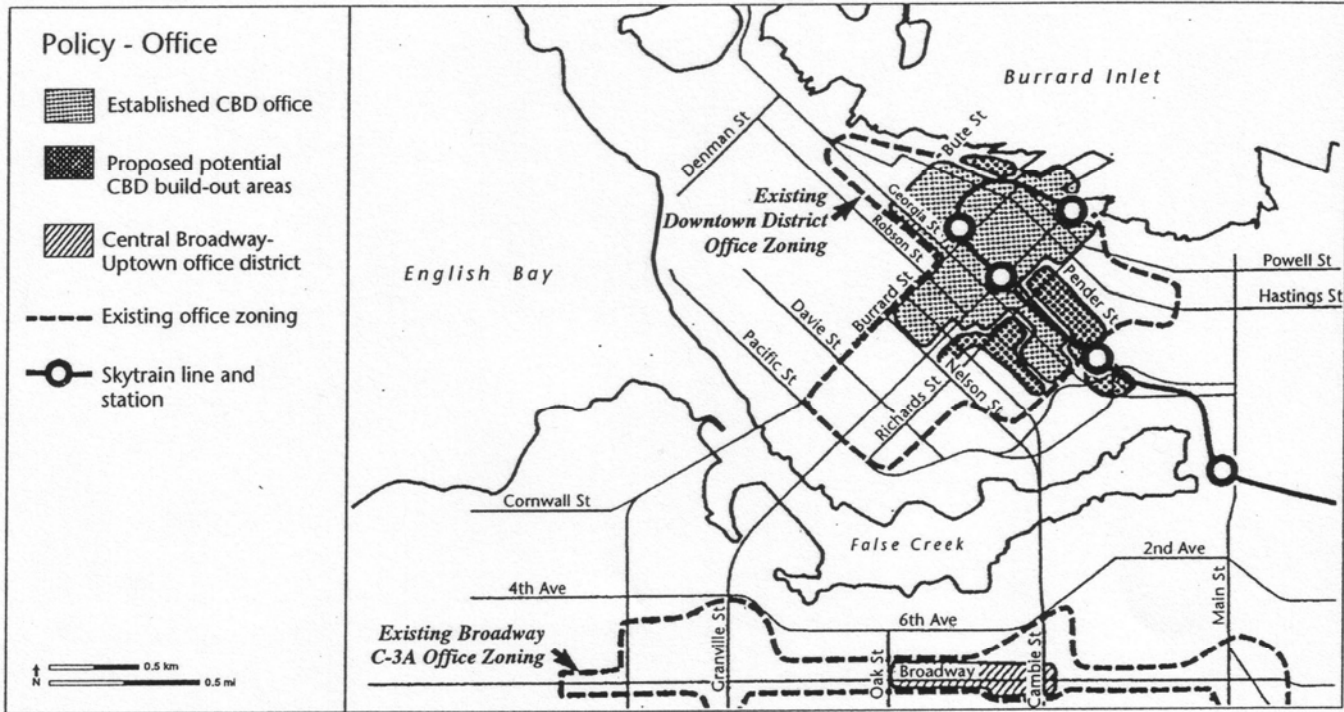 Policy - Office
Established CBD office
Proposed potential
CBD build-out areas
Central Broadway-
Uptown office district
Existing office zoning
Skytrain line and
station
N
0.5 km
0.5 mi
Burrard Inlet
Denman St
Bute St
Existing
Downtown District
Office Zoning
Georgia St
Robson St
English Bay
Powell St
Hastings St
Pender St
Burrard St
Davie St
Pacific St
Nelson St
Richards St
Cornwall St
False Creek
2nd Ave
4th Ave
6th Ave
Main St
Granville St
Existing Broadway
C-3A Office Zoning
Oak St
Broadway
Cambie St